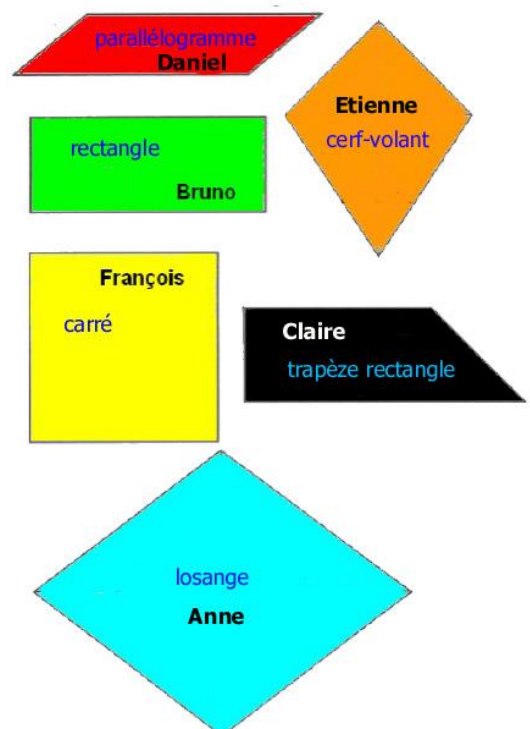 parallélogramme
Daniel
Etienne
cerf-volant
rectangle
Bruno
François
carré
Claire
trapèze rectangle
losange
Anne